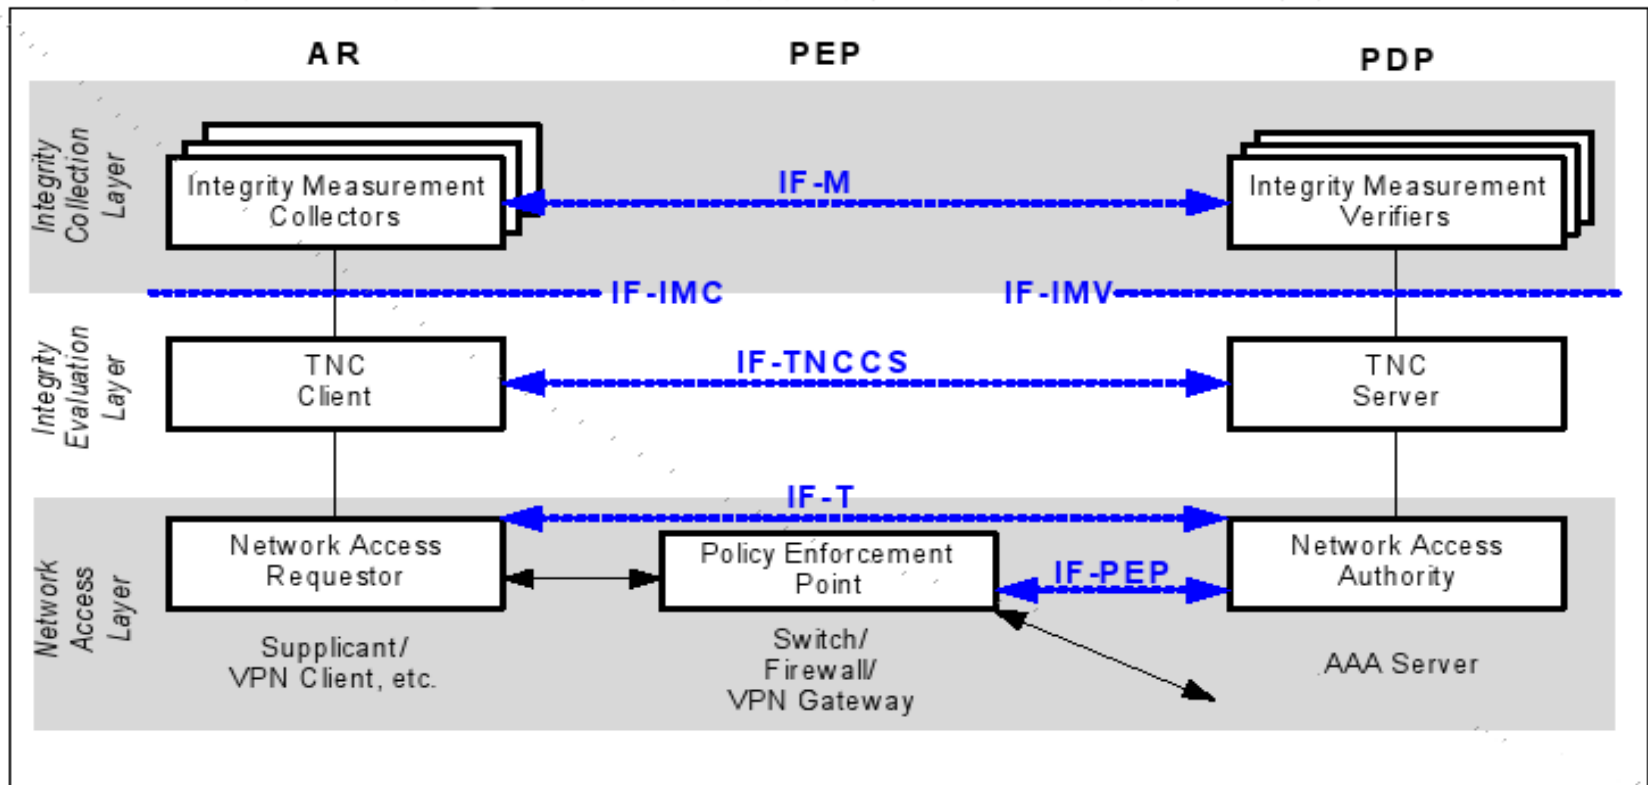 AR
PEP
PDP
Integrity
Collection
Layer
Integrity Measurement
Collectors
IF-M
Integrity Measurement
Verifiers
IF-IMC
IF-IMV
Integrity
Evaluation
Layer
TNC
Client
IF-TNCCS
TNC
Server
Network
Access
Layer
IF-T
Network Access
Requestor
Policy Enforcement
Point
IF-PEP
Network Access
Authority
Supplicant/
VPN Client, etc.
Switch/
Firewall/
VPN Gateway
AAA Server